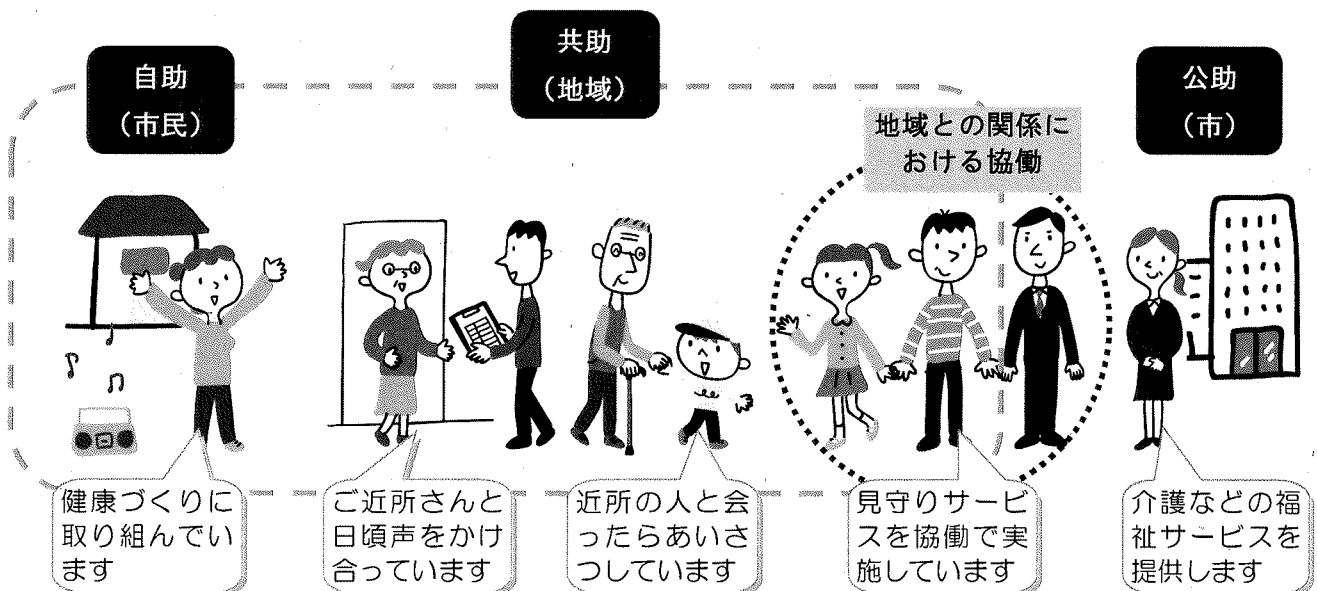 自助
（市民）
共助
（地域）
公助
（市）
地域との関係に
おける協働
健康づくりに
取り組んでい
ます
ご近所さんと
日頃声をかけ
合っています
近所の人と会
ったらあいさ
つしています
見守りサービ
スを協働で実
施しています
介護などの福
祉サービスを
提供します